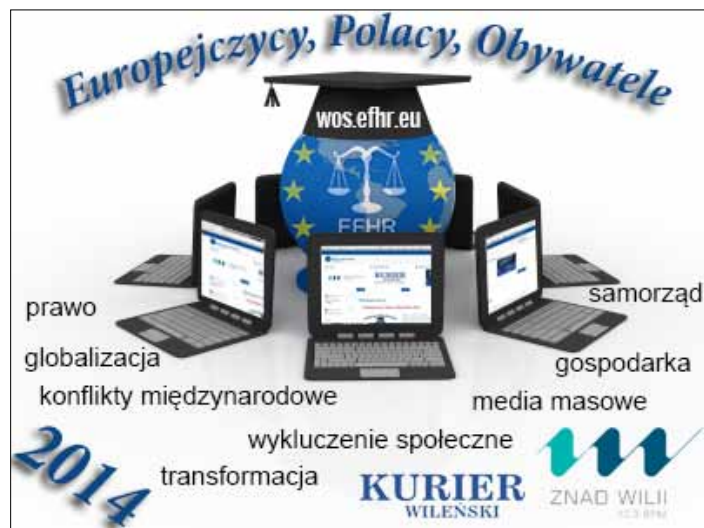 Europejczycy, Polacy, Obywatele
wos.efhr.eu
EFHR
prawo
samorząd
globalizacja
gospodarka
konflikty międzynarodowe
media masowe
wykluczenie społeczne
2014
transformacja
KURIER
WILEŃSKI
ZNAD WILII